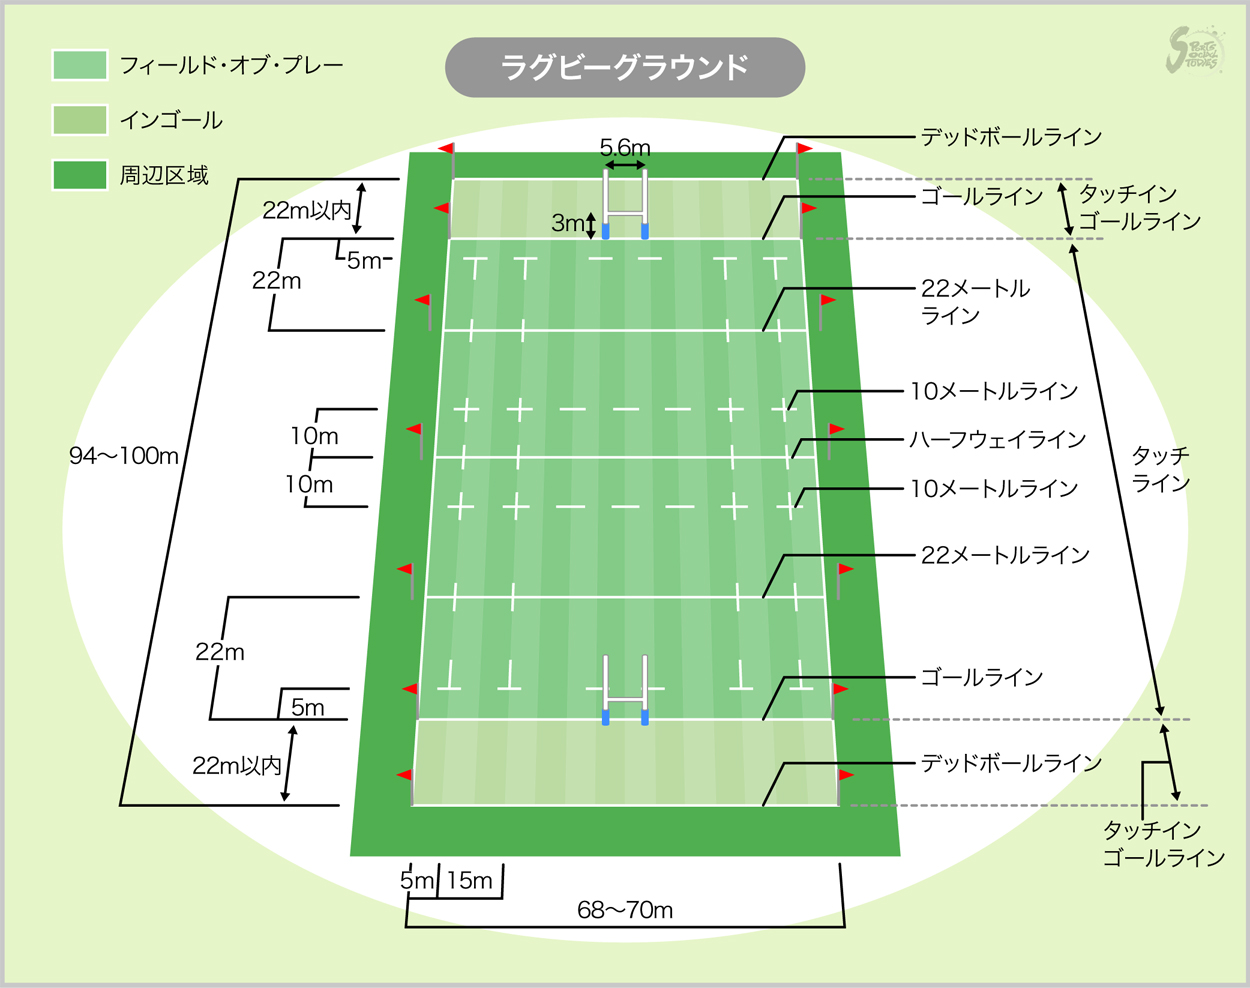 ラグビーグラウンド
SPORTS
LOCAL
STORIES
フィールド・オブ・プレー
インゴール
周辺区域
5.6m
3m
デッドボールライン
ゴールライン
タッチイン
ゴールライン
22メートル
ライン
10メートルライン
ハーフウェイライン
10メートルライン
タッチ
ライン
22メートルライン
ゴールライン
デッドボールライン
タッチイン
ゴールライン
22m以内
5m
22m
10m
94〜100m
10m
22m
5m
22m以内
5m
15m
68〜70m